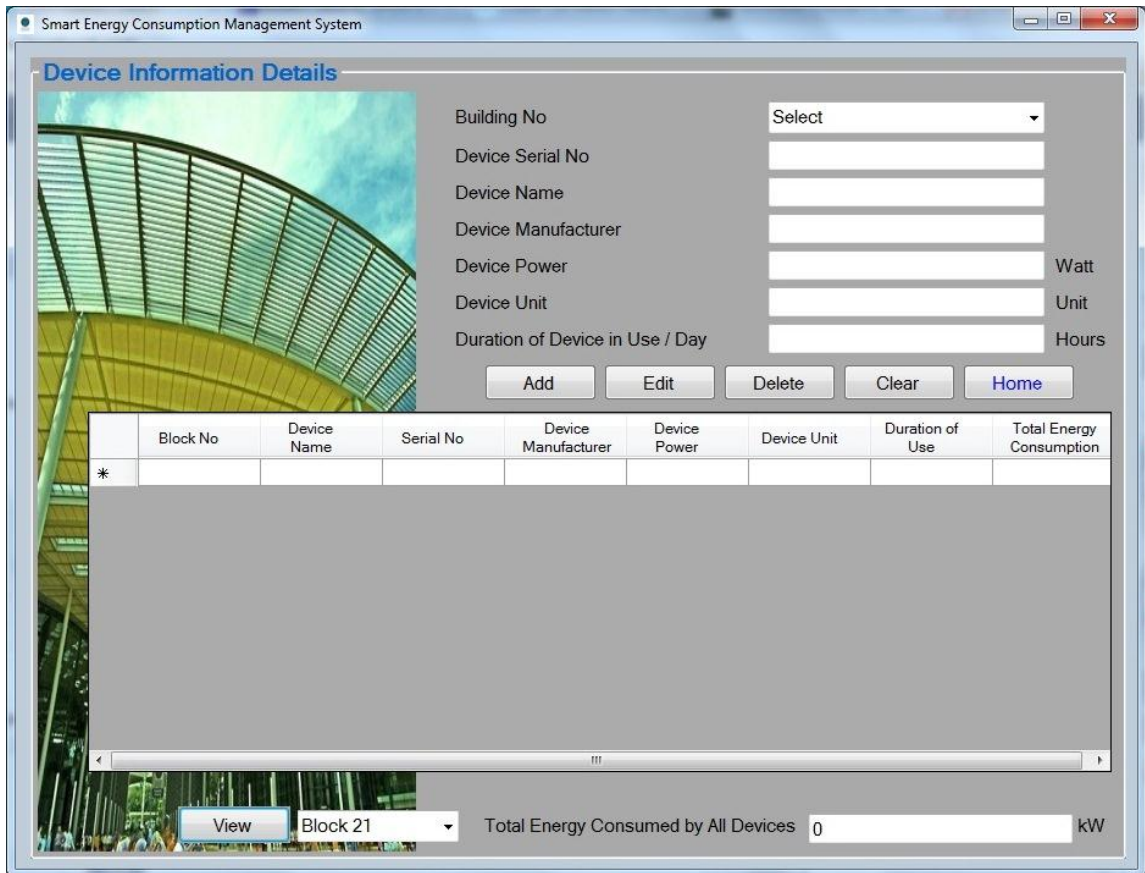 Smart Energy Consumption Management System
Device Information Details
Building No Select
Device Serial No
Device Name
Device Manufacturer
Device Power Watt
Device Unit Unit
Duration of Device in Use / Day Hours
Add Edit Delete Clear Home
Block No Device Name Serial No Device Manufacturer Device Power Device Unit Duration of Use Total Energy Consumption
View Block 21 Total Energy Consumed by All Devices 0 kW